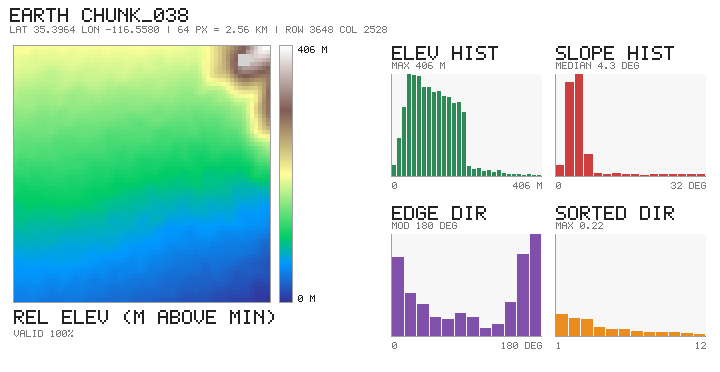 EARTH CHUNK_038
LAT 35.3964 LON -116.5580 | 64 PX = 2.56 KM | ROW 3648 COL 2528
406 M
0 M
REL ELEV (M ABOVE MIN)
VALID 100%
ELEV HIST
MAX 406 M
0 406 M
SLOPE HIST
MEDIAN 4.3 DEG
0 32 DEG
EDGE DIR
MOD 180 DEG
0 180 DEG
SORTED DIR
MAX 0.22
1 12